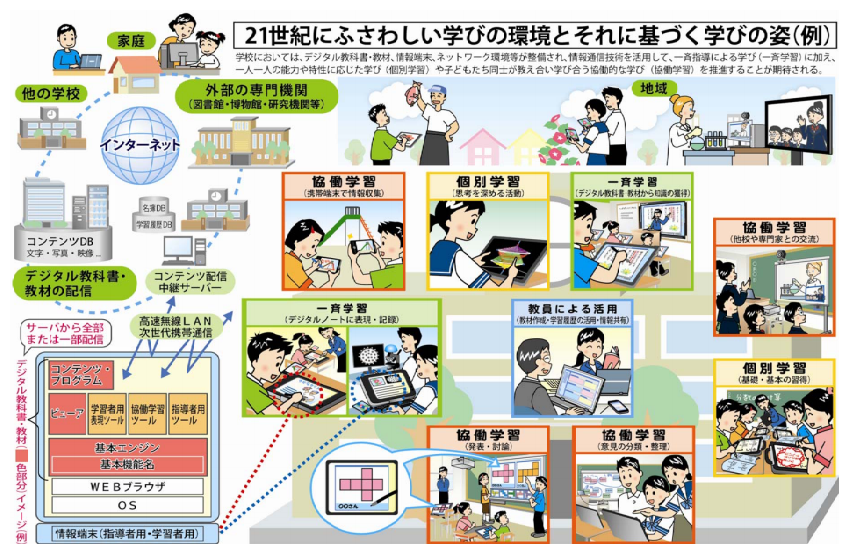 21世紀にふさわしい学びの環境とそれに基づく学びの姿(例)
学校においては、デジタル教科書・教材、情報端末、ネットワーク環境等が整備され、情報通信技術を活用して、一斉指導による学び(一斉学習)に加え、
一人一人の能力や特性に応じた学び(個別学習)や子どもたち同士が教え合い学び合う協働的な学び(協働学習)を推進することが期待される。
家庭
他の学校
外部の専門機関
(図書館・博物館・研究機関等)
地域
インターネット
コンテンツDB
文字・写真・映像...
名簿DB
学習履歴DB
デジタル教科書・
教材の配信
コンテンツ配信
中継サーバー
高速無線LAN
次世代携帯通信
サーバから全部
または一部配信
協働学習
(携帯端末で情報収集)
個別学習
(思考を深める活動)
一斉学習
(デジタル教科書・教材から知識の獲得)
協働学習
(他校や専門家との交流)
一斉学習
(デジタルノートに表現・記録)
教員による活用
(教材作成・学習履歴の活用・情報共有)
個別学習
(基礎・基本の習得)
協働学習
(発表・討論)
協働学習
(意見の分類・整理)
○○さん
デジタル教科書・教材(色部分)イメージ(例)
コンテンツ・
プログラム
ビューア
学習者用
表現ツール
協働学習
ツール
指導者用
ツール
基本エンジン
基本機能名
WEBブラウザ
OS
情報端末(指導者用・学習者用)